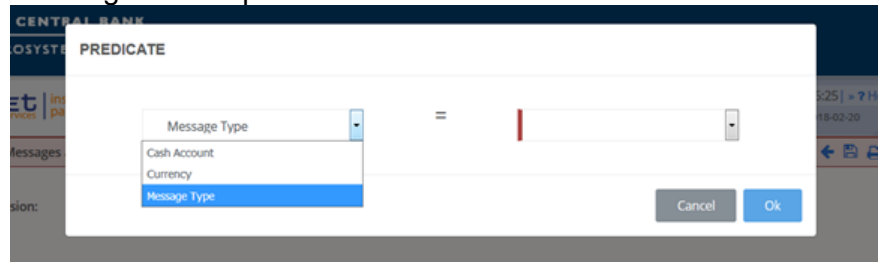 CENTRAL BANK
PREDICATE
Message Type
=
Cash Account
Currency
Message Type
Messages
sion:
Cancel
Ok
5:25| » ? H
18-02-20